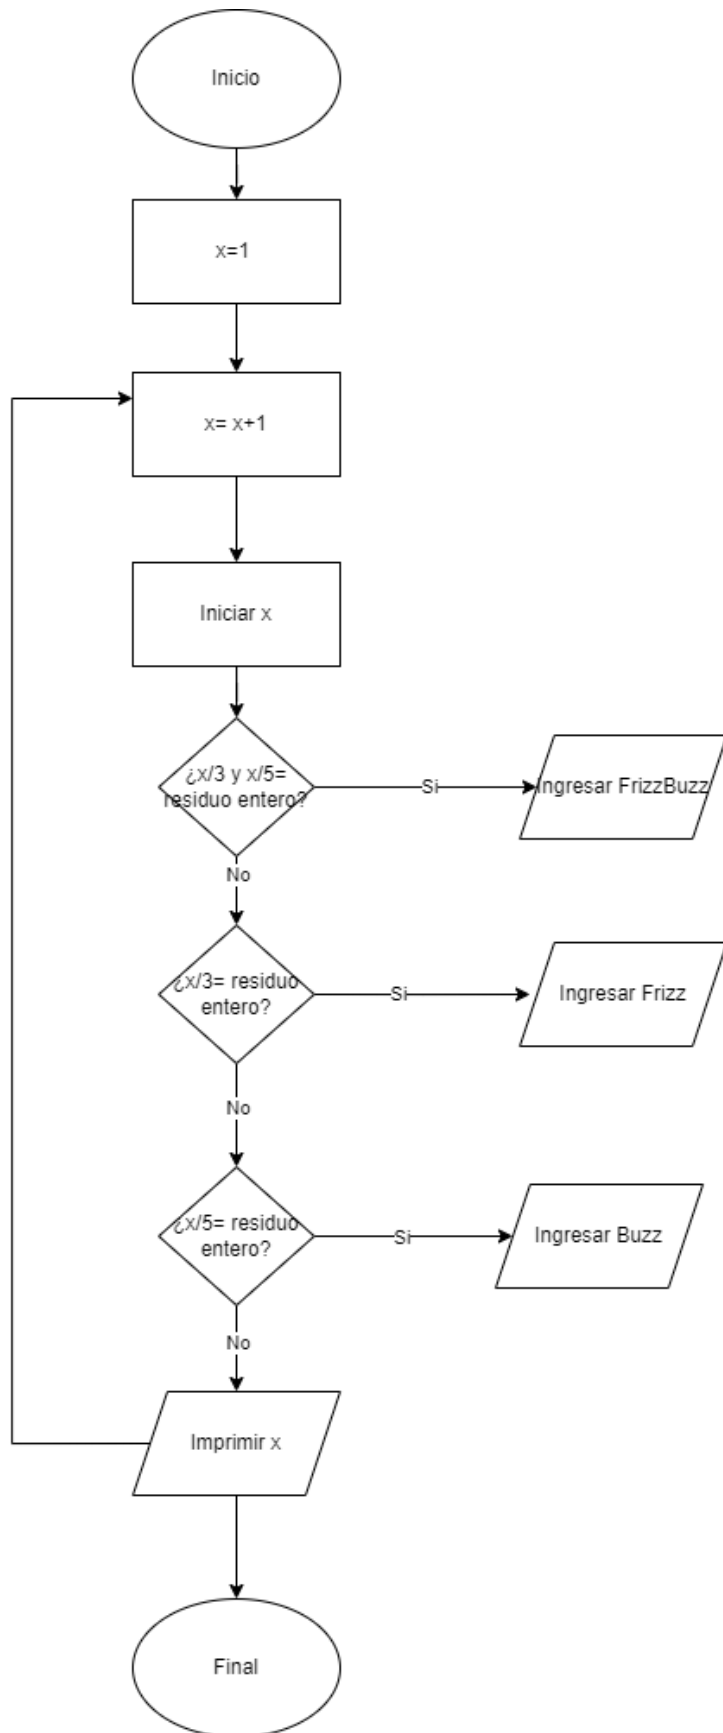 Inicio
x=1
x= x+1
Iniciar x
¿x/3 y x/5=
residuo entero?
Si
Ingresar FrizzBuzz
No
¿x/3= residuo
entero?
Si
Ingresar Frizz
No
¿x/5= residuo
entero?
Si
Ingresar Buzz
No
Imprimir x
Final